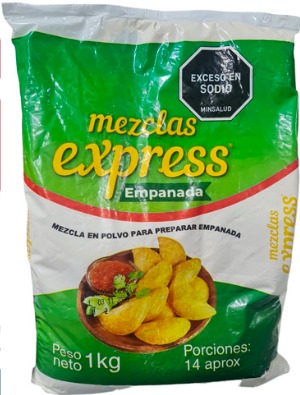 EXCESO EN
SODIO
MINSALUD
mezclas
express
Empanada
MEZCLA EN POLVO PARA PREPARAR EMPANADA
mezclas
express
Peso
neto 1kg
Porciones:
14 aprox